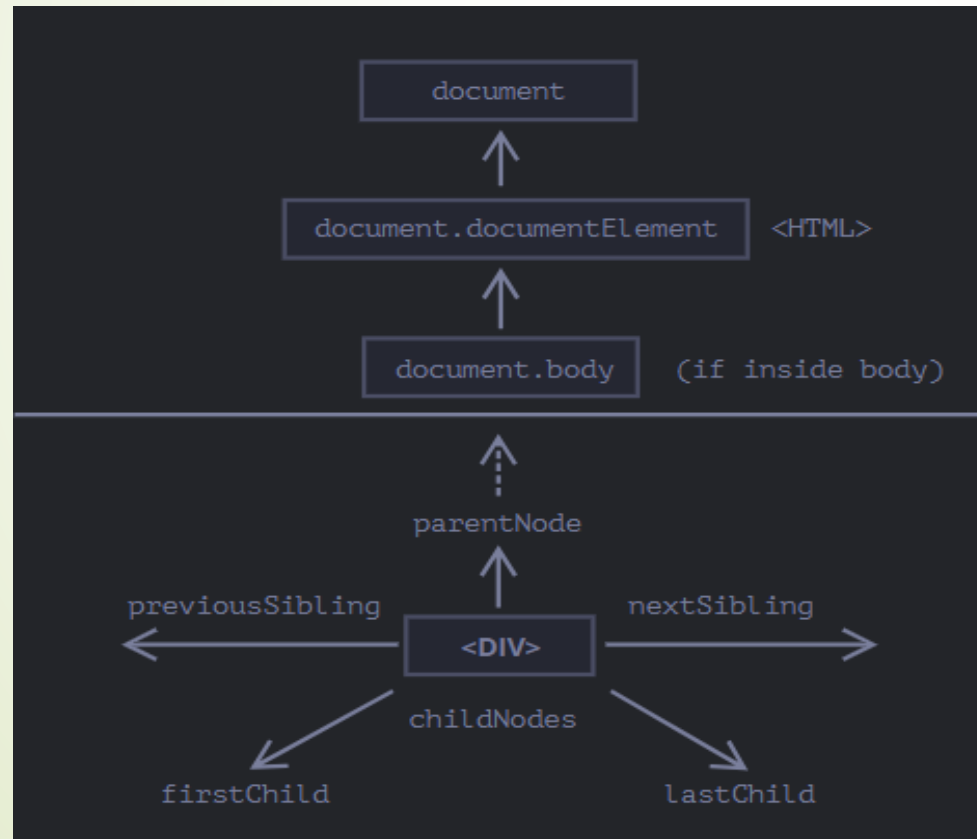 document
document.documentElement <HTML>
document.body (if inside body)
parentNode
previousSibling nextSibling
<DIV>
childNodes
firstChild lastChild